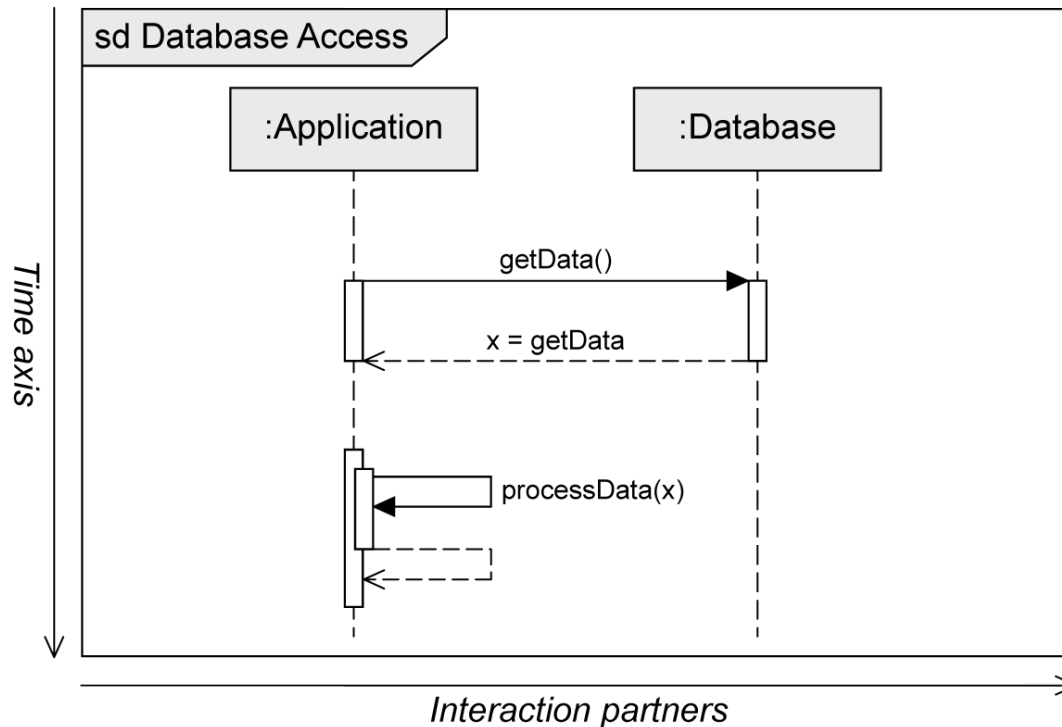 sd Database Access
:Application
:Database
getData()
x = getData
processData(x)
Time axis
Interaction partners